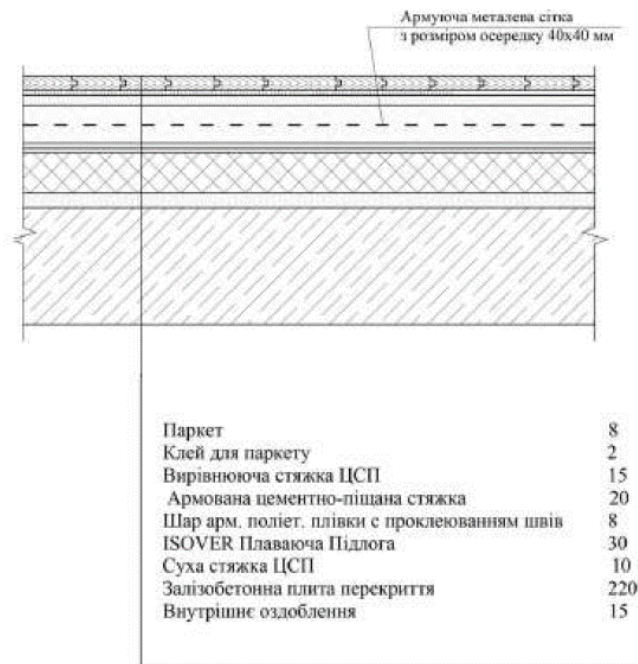 Армуюча металева сітка
з розміром осередку 40х40 мм
Паркет 8
Клей для паркету 2
Вирівнююча стяжка ЦСП 15
Армована цементно-піщана стяжка 20
Шар арм. поліет. плівки с проклеюванням швів 8
ISOVER Плаваюча Підлога 30
Суха стяжка ЦСП 10
Залізобетонна плита перекриття 220
Внутрішнє оздоблення 15